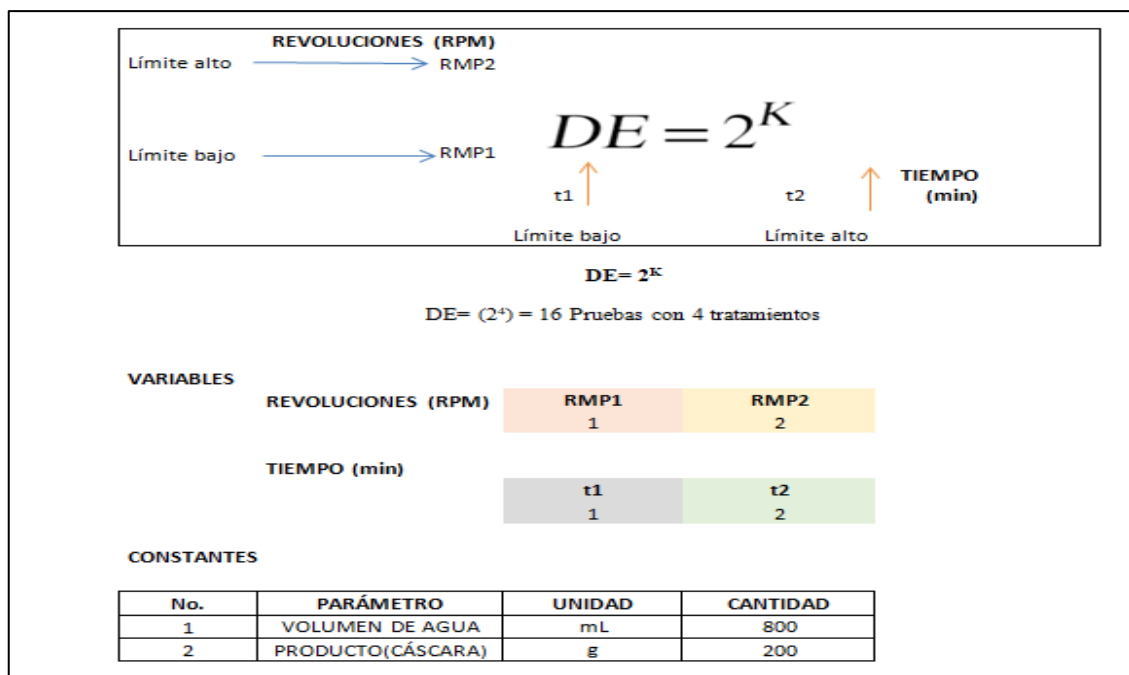 REVOLUCIONES (RPM)
Límite alto RMP2
DE = 2^K
Límite bajo RMP1
t1 t2 TIEMPO
(min)
Límite bajo Límite alto
DE= 2^K
DE= (2⁴) = 16 Pruebas con 4 tratamientos
VARIABLES
REVOLUCIONES (RPM) RMP1 RMP2
1 2
TIEMPO (min)
t1 t2
1 2
CONSTANTES
No. PARÁMETRO UNIDAD CANTIDAD
1 VOLUMEN DE AGUA mL 800
2 PRODUCTO(CÁSCARA) g 200